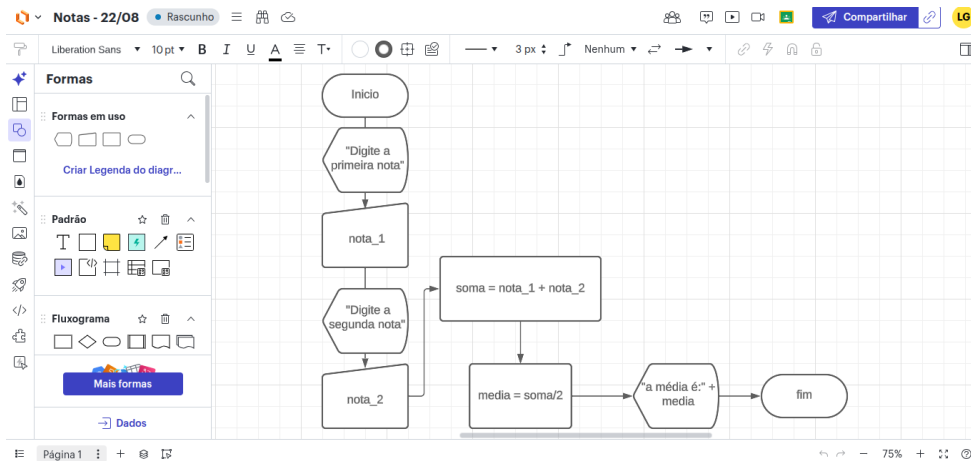 Notas - 22/08
Rascunho
Compartilhar
LG
Liberation Sans
10 pt
B
I
U
A
T
3 px
Nenhum
Formas
Formas em uso
Criar Legenda do diagr...
Padrão
T
Fluxograma
Mais formas
Dados
Inicio
"Digite a
primeira nota"
nota_1
"Digite a
segunda nota"
nota_2
soma = nota_1 + nota_2
media = soma/2
"a média é:" +
media
fim
Página 1
75%